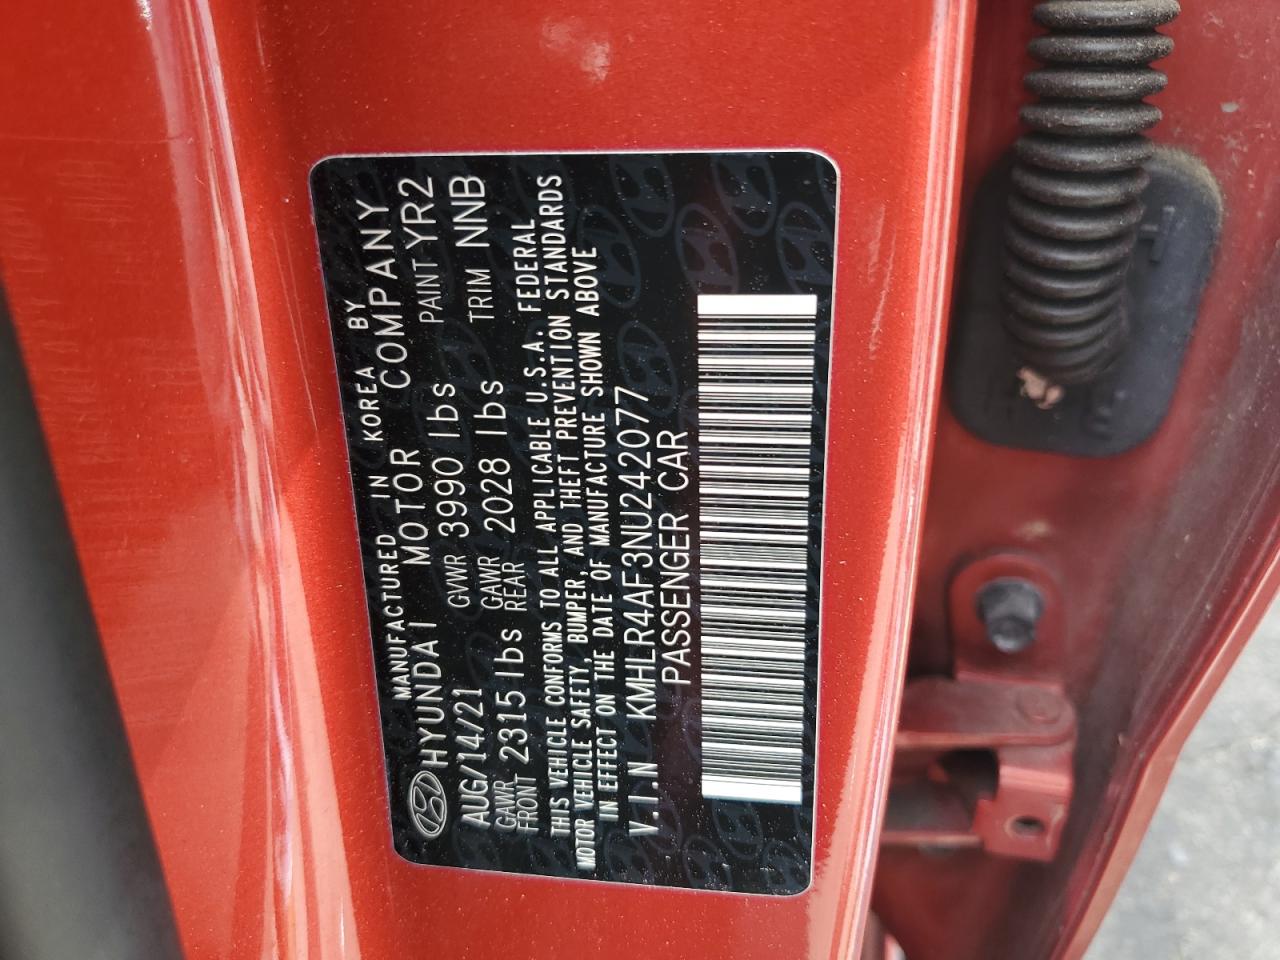 MANUFACTURED IN KOREA BY
HYUNDAI MOTOR COMPANY
AUG/14/21 GVWR 3990 lbs PAINT YR2
GAWR FRONT 2315 lbs GAWR REAR 2028 lbs TRIM NNB
THIS VEHICLE CONFORMS TO ALL APPLICABLE U.S.A. FEDERAL
MOTOR VEHICLE SAFETY, BUMPER, AND THEFT PREVENTION STANDARDS
IN EFFECT ON THE DATE OF MANUFACTURE SHOWN ABOVE
V.I.N KMHLR4AF3NU242077
PASSENGER CAR